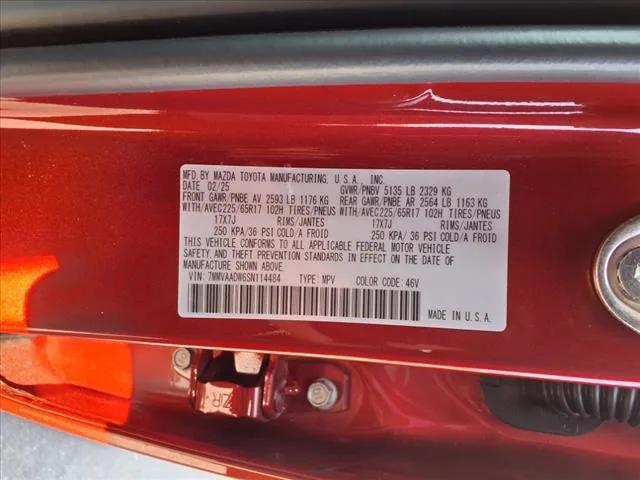 MFD.BY MAZDA TOYOTA MANUFACTURING, U.S.A., INC.
DATE 02/25 GVWR/PNBV 5135 LB 2329 KG
FRONT GAWR/PNBE AV 2593 LB 1176 KG REAR GAWR/PNBE AR 2564 LB 1163 KG
WITH/AVEC225/65R17 102H TIRES/PNEUS WITH/AVEC225/65R17 102H TIRES/PNEUS
17X7J RIMS/JANTES 17X7J RIMS/JANTES
250 KPA/36 PSI COLD/A FROID 250 KPA/ 36 PSI COLD/A FROID
THIS VEHICLE CONFORMS TO ALL APPLICABLE FEDERAL MOTOR VEHICLE
SAFETY, AND THEFT PREVENTION STANDARDS IN EFFECT ON THE DATE OF
MANUFACTURE SHOWN ABOVE.
VIN: 7MMVAADW6SN114484 TYPE: MPV COLOR CODE: 46V
MADE IN U.S.A.
ZR